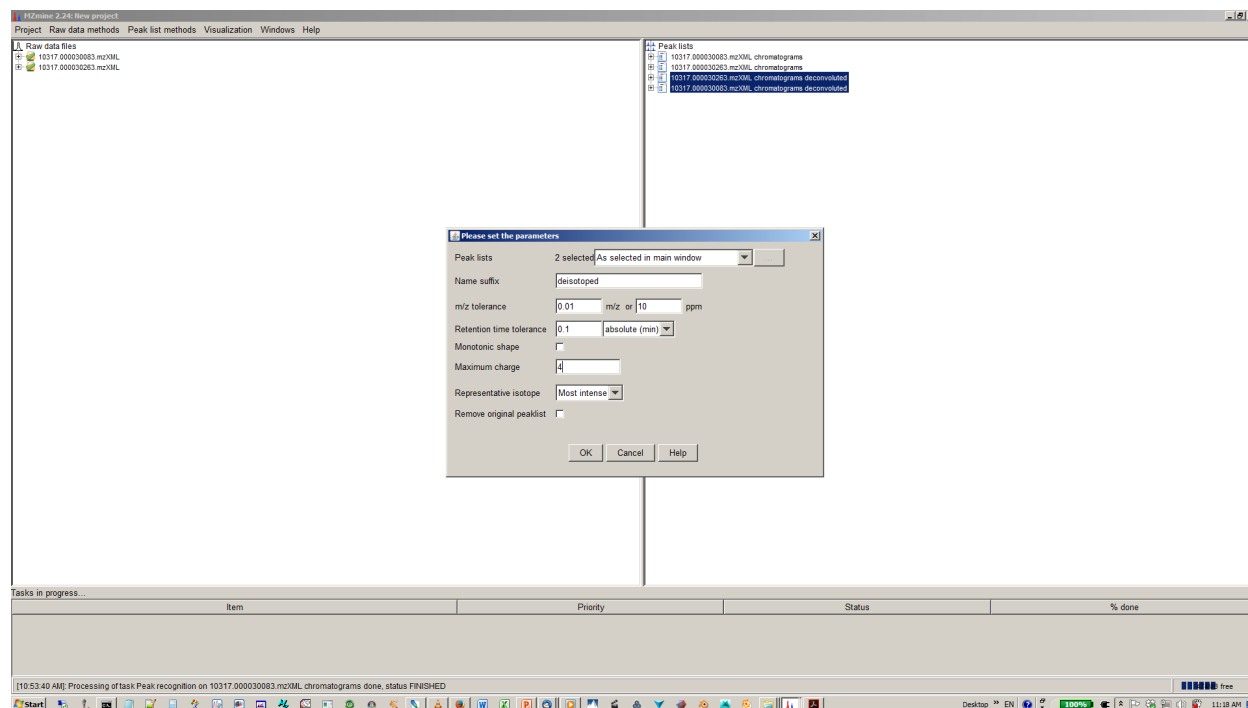 MZmine 2.24: New project
Project Raw data methods Peak list methods Visualization Windows Help
Raw data files
10317.000030083.mzXML
10317.000030263.mzXML
Peak lists
10317.000030083.mzXML chromatograms
10317.000030263.mzXML chromatograms
10317.000030263.mzXML chromatograms deconvoluted
10317.000030083.mzXML chromatograms deconvoluted
Please set the parameters
Peak lists 2 selected As selected in main window ...
Name suffix deisotoped
m/z tolerance 0.01 m/z or 10 ppm
Retention time tolerance 0.1 absolute (min)
Monotonic shape
Maximum charge 4
Representative isotope Most intense
Remove original peaklist
OK Cancel Help
Tasks in progress...
Item Priority Status % done
[10:53:40 AM]: Processing of task Peak recognition on 10317.000030083.mzXML chromatograms done, status FINISHED
free
Start Desktop » EN 100% 11:18 AM